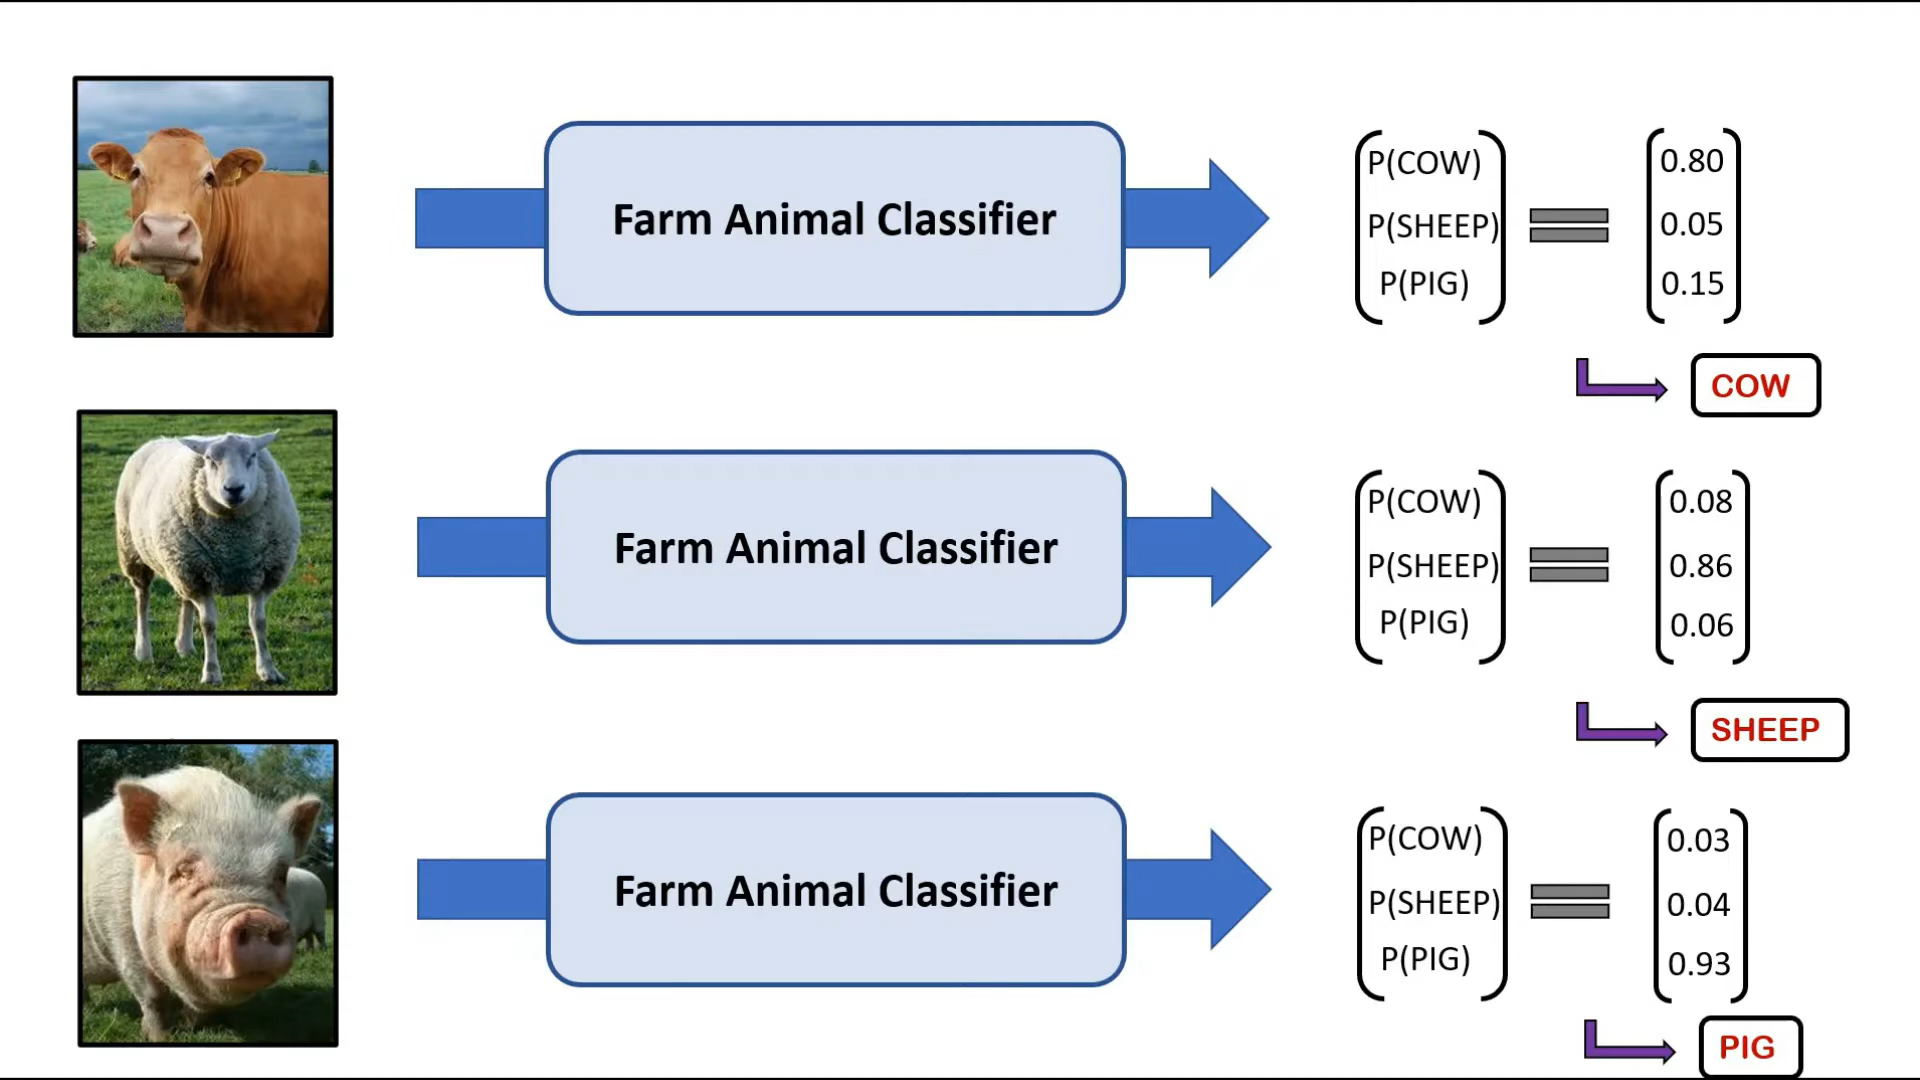 Farm Animal Classifier
P(COW)
P(SHEEP)
P(PIG)
0.80
0.05
0.15
COW
Farm Animal Classifier
P(COW)
P(SHEEP)
P(PIG)
0.08
0.86
0.06
SHEEP
Farm Animal Classifier
P(COW)
P(SHEEP)
P(PIG)
0.03
0.04
0.93
PIG